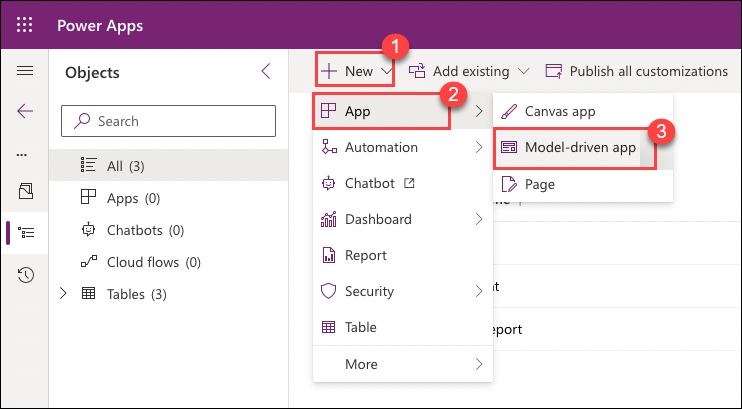 Power Apps
1
Objects
New
Add existing
Publish all customizations
2
Search
App
Canvas app
3
All (3)
Automation
Model-driven app
Apps (0)
Chatbot
Page
Chatbots (0)
Dashboard
Cloud flows (0)
Report
Tables (3)
Security
Table
eport
More